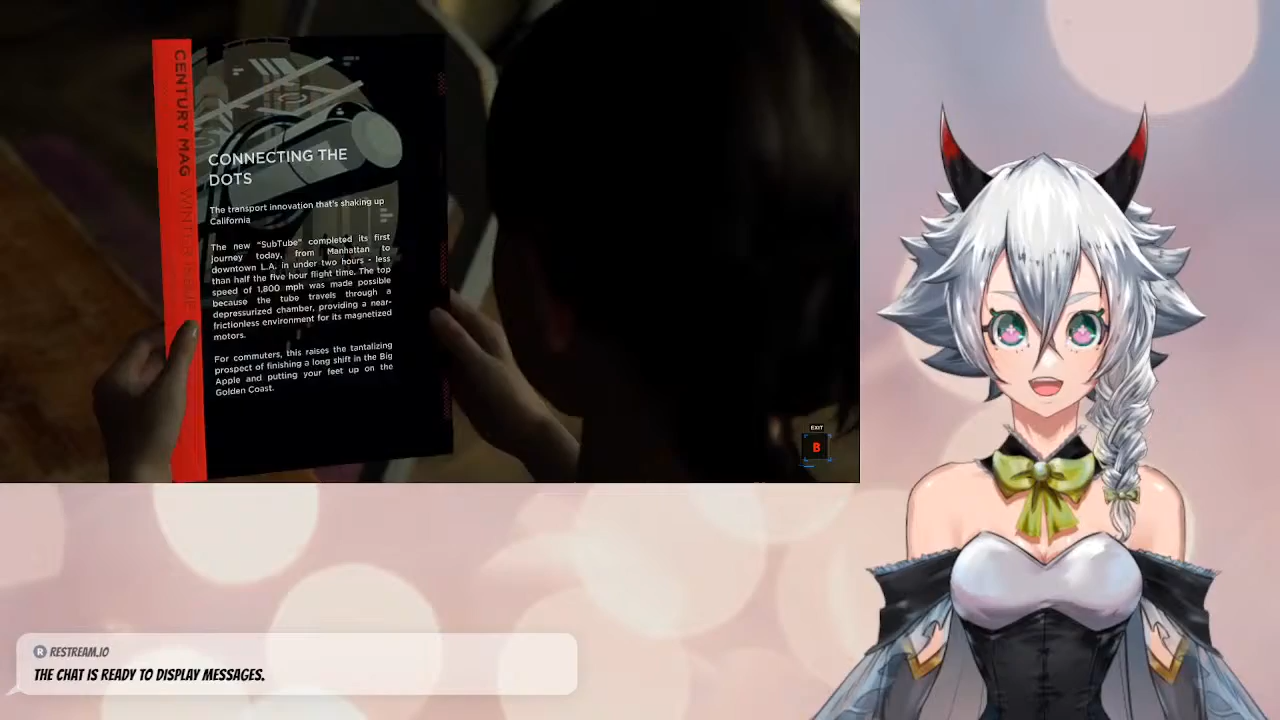 CENTURY MAG WINTER ISSUE
CONNECTING THE
DOTS
The transport innovation that's shaking up
California
The new "SubTube" completed its first
journey today, from Manhattan to
downtown L.A. in under two hours - less
than half the five hour flight time. The top
speed of 1,800 mph was made possible
because the tube travels through a
depressurized chamber, providing a near-
frictionless environment for its magnetized
motors.
For commuters, this raises the tantalizing
prospect of finishing a long shift in the Big
Apple and putting your feet up on the
Golden Coast.
EXIT
B
R RESTREAM.IO
THE CHAT IS READY TO DISPLAY MESSAGES.